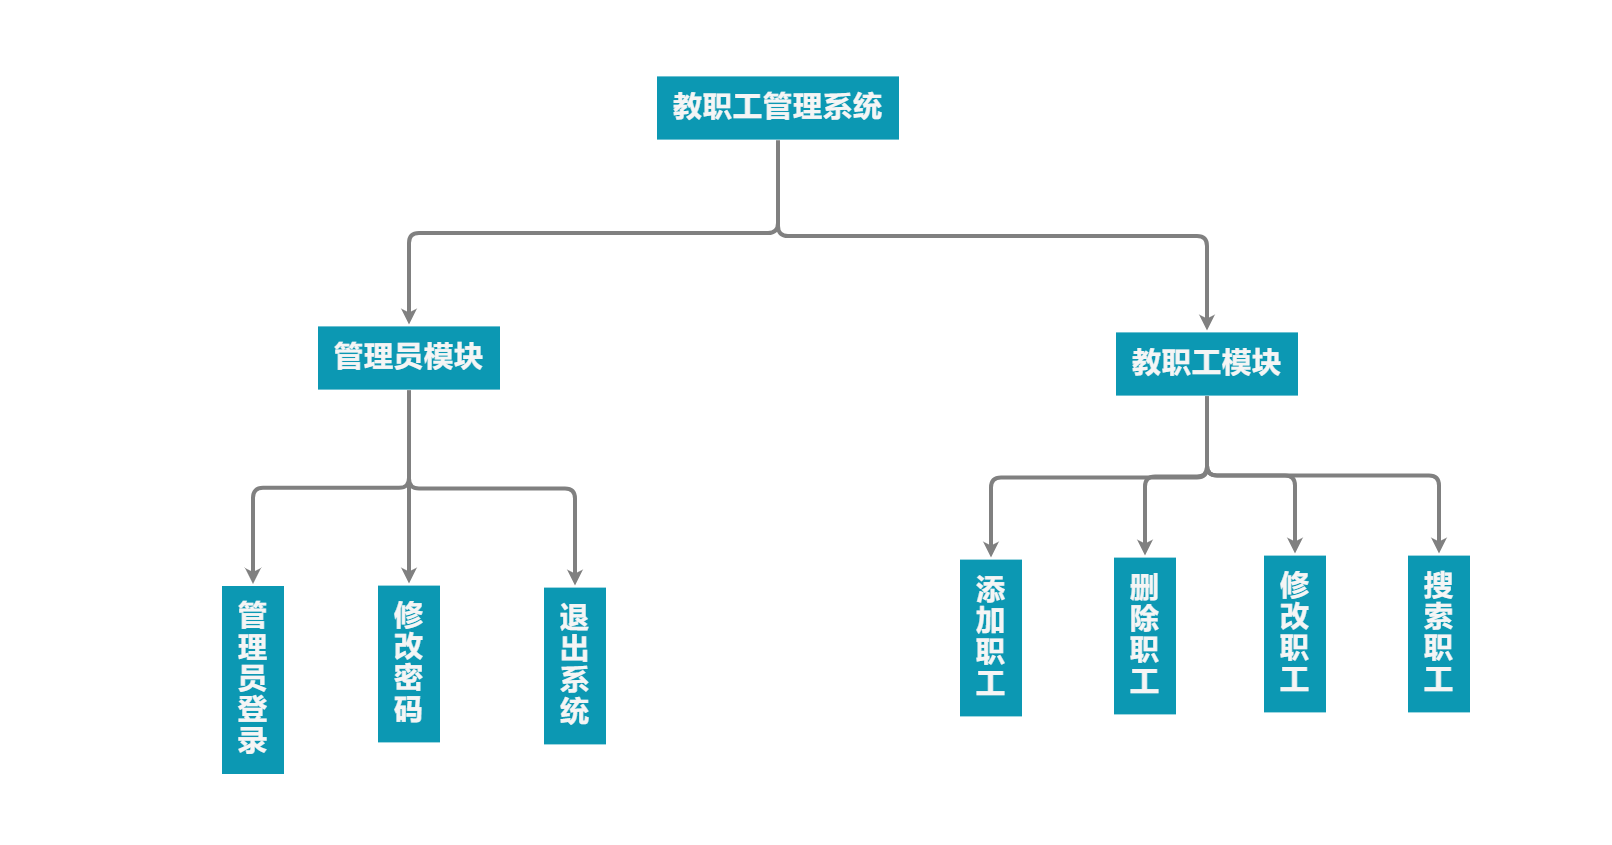 教职工管理系统
管理员模块
教职工模块
管理员登录
修改密码
退出系统
添加职工
删除职工
修改职工
搜索职工